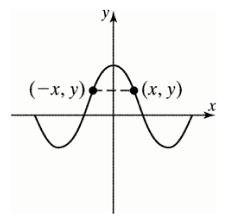 y
(−x, y) (x, y)
x